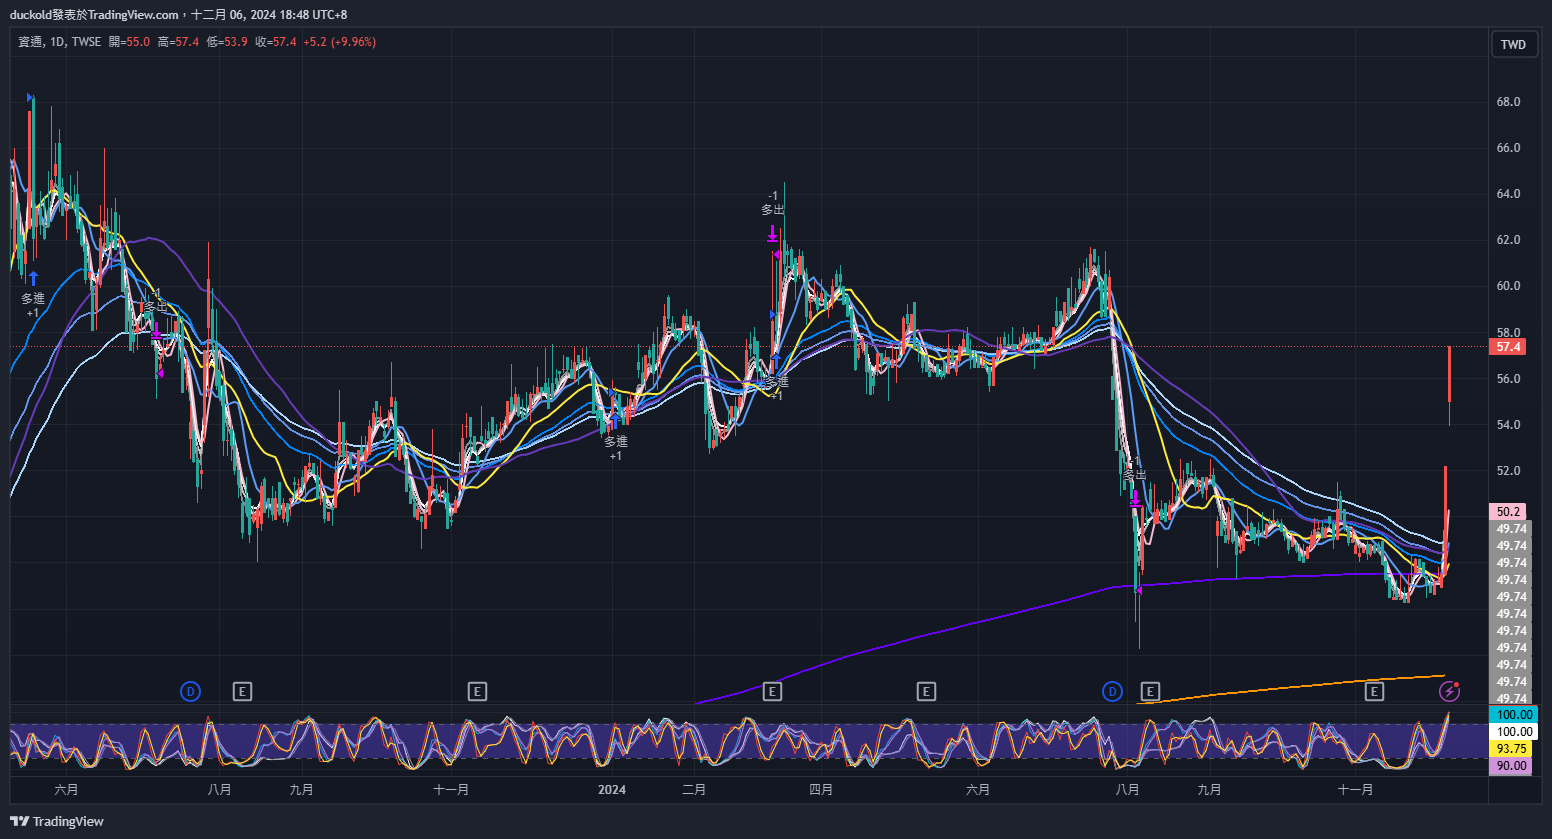 duckold發表於TradingView.com，十二月 06, 2024 18:48 UTC+8
資通, 1D, TWSE 開=55.0 高=57.4 低=53.9 收=57.4 +5.2 (+9.96%)
TWD
68.0
66.0
64.0
62.0
60.0
58.0
57.4
56.0
54.0
52.0
50.2
49.74
49.74
49.74
49.74
49.74
49.74
49.74
49.74
49.74
49.74
49.74
多進
+1
-1
多出
多進
+1
-1
多出
多進
+1
-1
多出
D
E
E
E
E
D
E
E
100.00
100.00
93.75
90.00
六月 八月 九月 十一月 2024 二月 四月 六月 八月 九月 十一月
TradingView